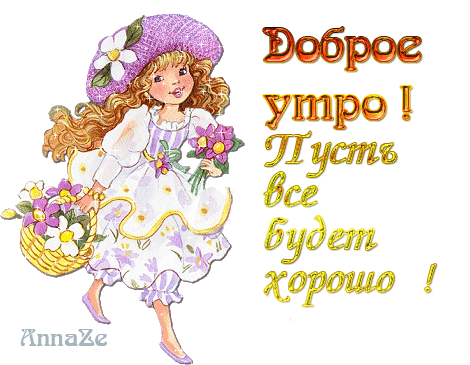 Доброе
утро !
Пусть
все
будет
хорошо !
AnnaZe